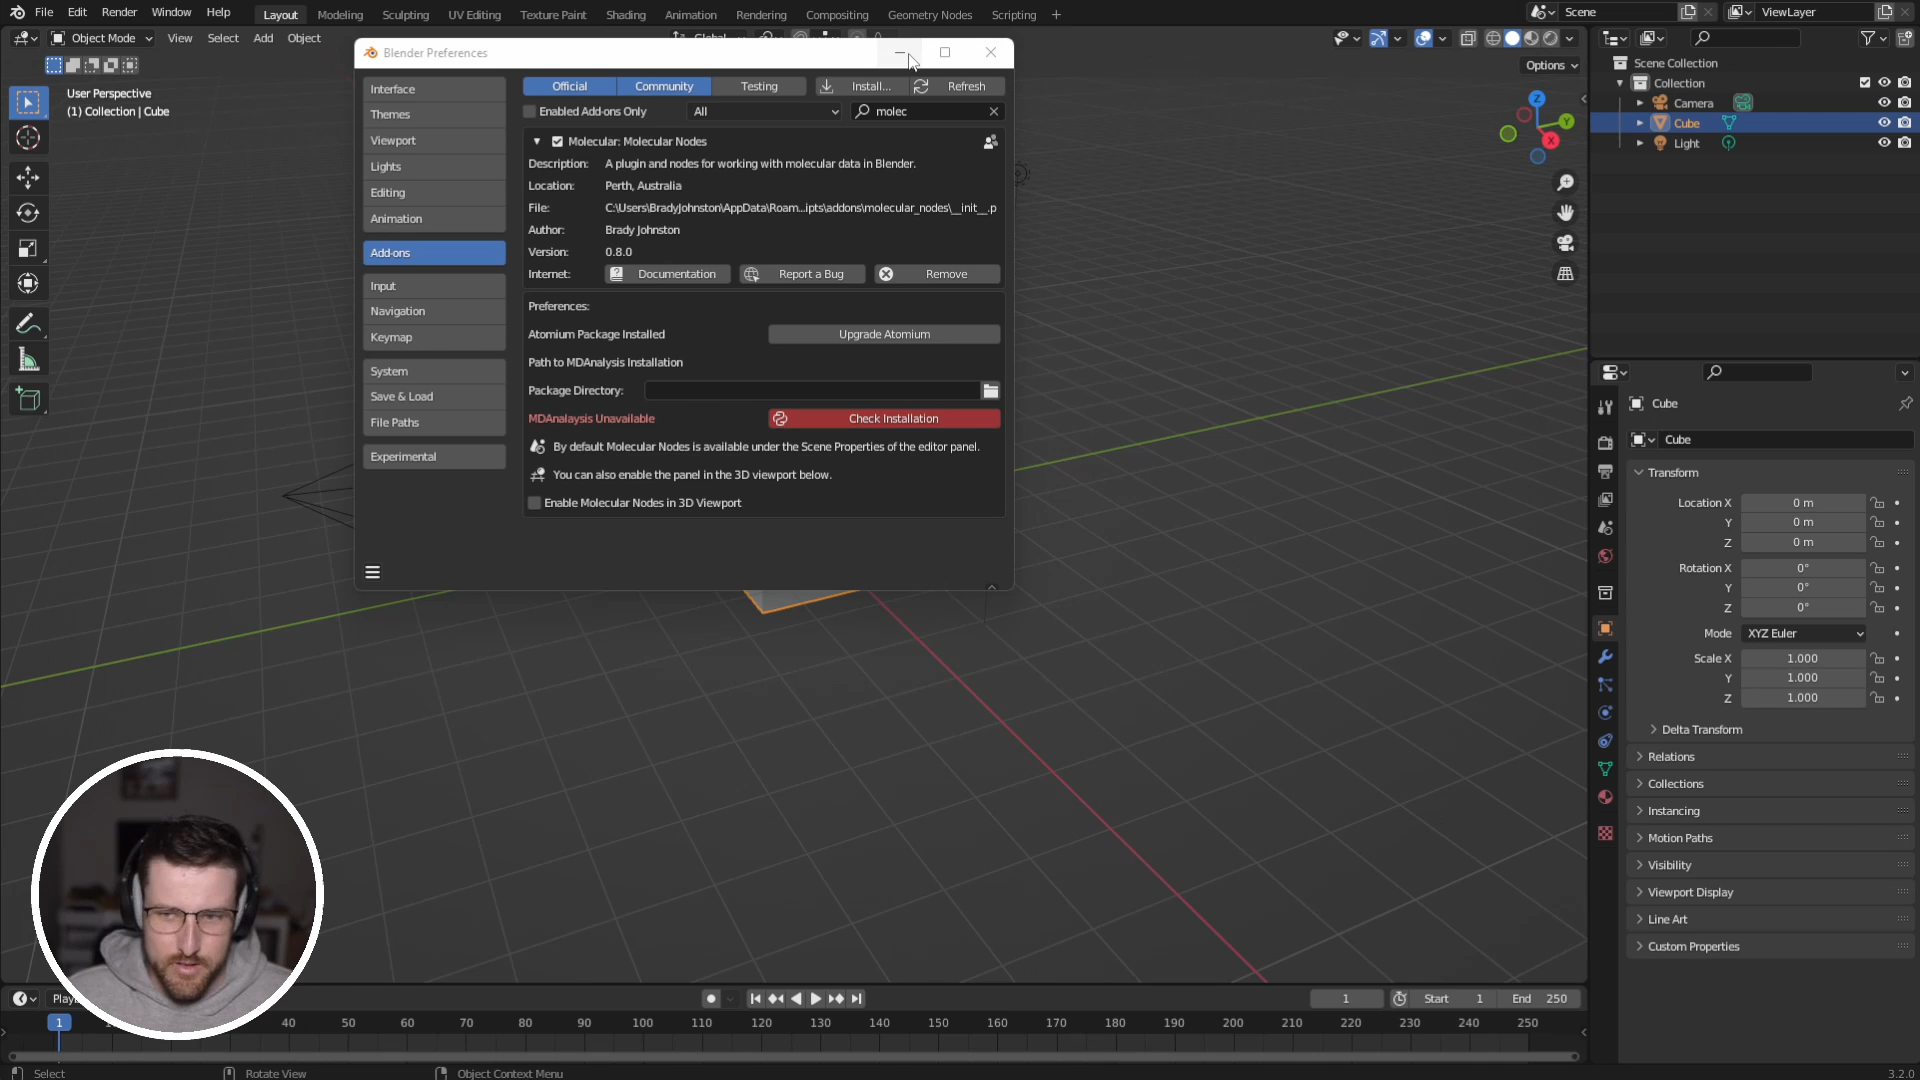 File Edit Render Window Help
Layout Modeling Sculpting UV Editing Texture Paint Shading Animation Rendering Compositing Geometry Nodes Scripting
Scene
ViewLayer
Object Mode View Select Add Object
Global
Options
User Perspective
(1) Collection | Cube
Blender Preferences
Interface
Themes
Viewport
Lights
Editing
Animation
Add-ons
Input
Navigation
Keymap
System
Save & Load
File Paths
Experimental
Official Community Testing Install... Refresh
Enabled Add-ons Only All molec
Molecular: Molecular Nodes
Description: A plugin and nodes for working with molecular data in Blender.
Location: Perth, Australia
File: C:\Users\BradyJohnston\AppData\Roam...ipts\addons\molecular_nodes\__init__.p
Author: Brady Johnston
Version: 0.8.0
Internet: Documentation Report a Bug Remove
Preferences:
Atomium Package Installed Upgrade Atomium
Path to MDAnalysis Installation
Package Directory:
MDAnalaysis Unavailable Check Installation
By default Molecular Nodes is available under the Scene Properties of the editor panel.
You can also enable the panel in the 3D viewport below.
Enable Molecular Nodes in 3D Viewport
Z
Y
X
Scene Collection
Collection
Camera
Cube
Light
Cube
Cube
Transform
Location X 0 m
Y 0 m
Z 0 m
Rotation X 0°
Y 0°
Z 0°
Mode XYZ Euler
Scale X 1.000
Y 1.000
Z 1.000
Delta Transform
Relations
Collections
Instancing
Motion Paths
Visibility
Viewport Display
Line Art
Custom Properties
1 Start 1 End 250
1 40 50 60 70 80 90 100 110 120 130 140 150 160 170 180 190 200 210 220 230 240 250
Select Rotate View Object Context Menu 3.2.0